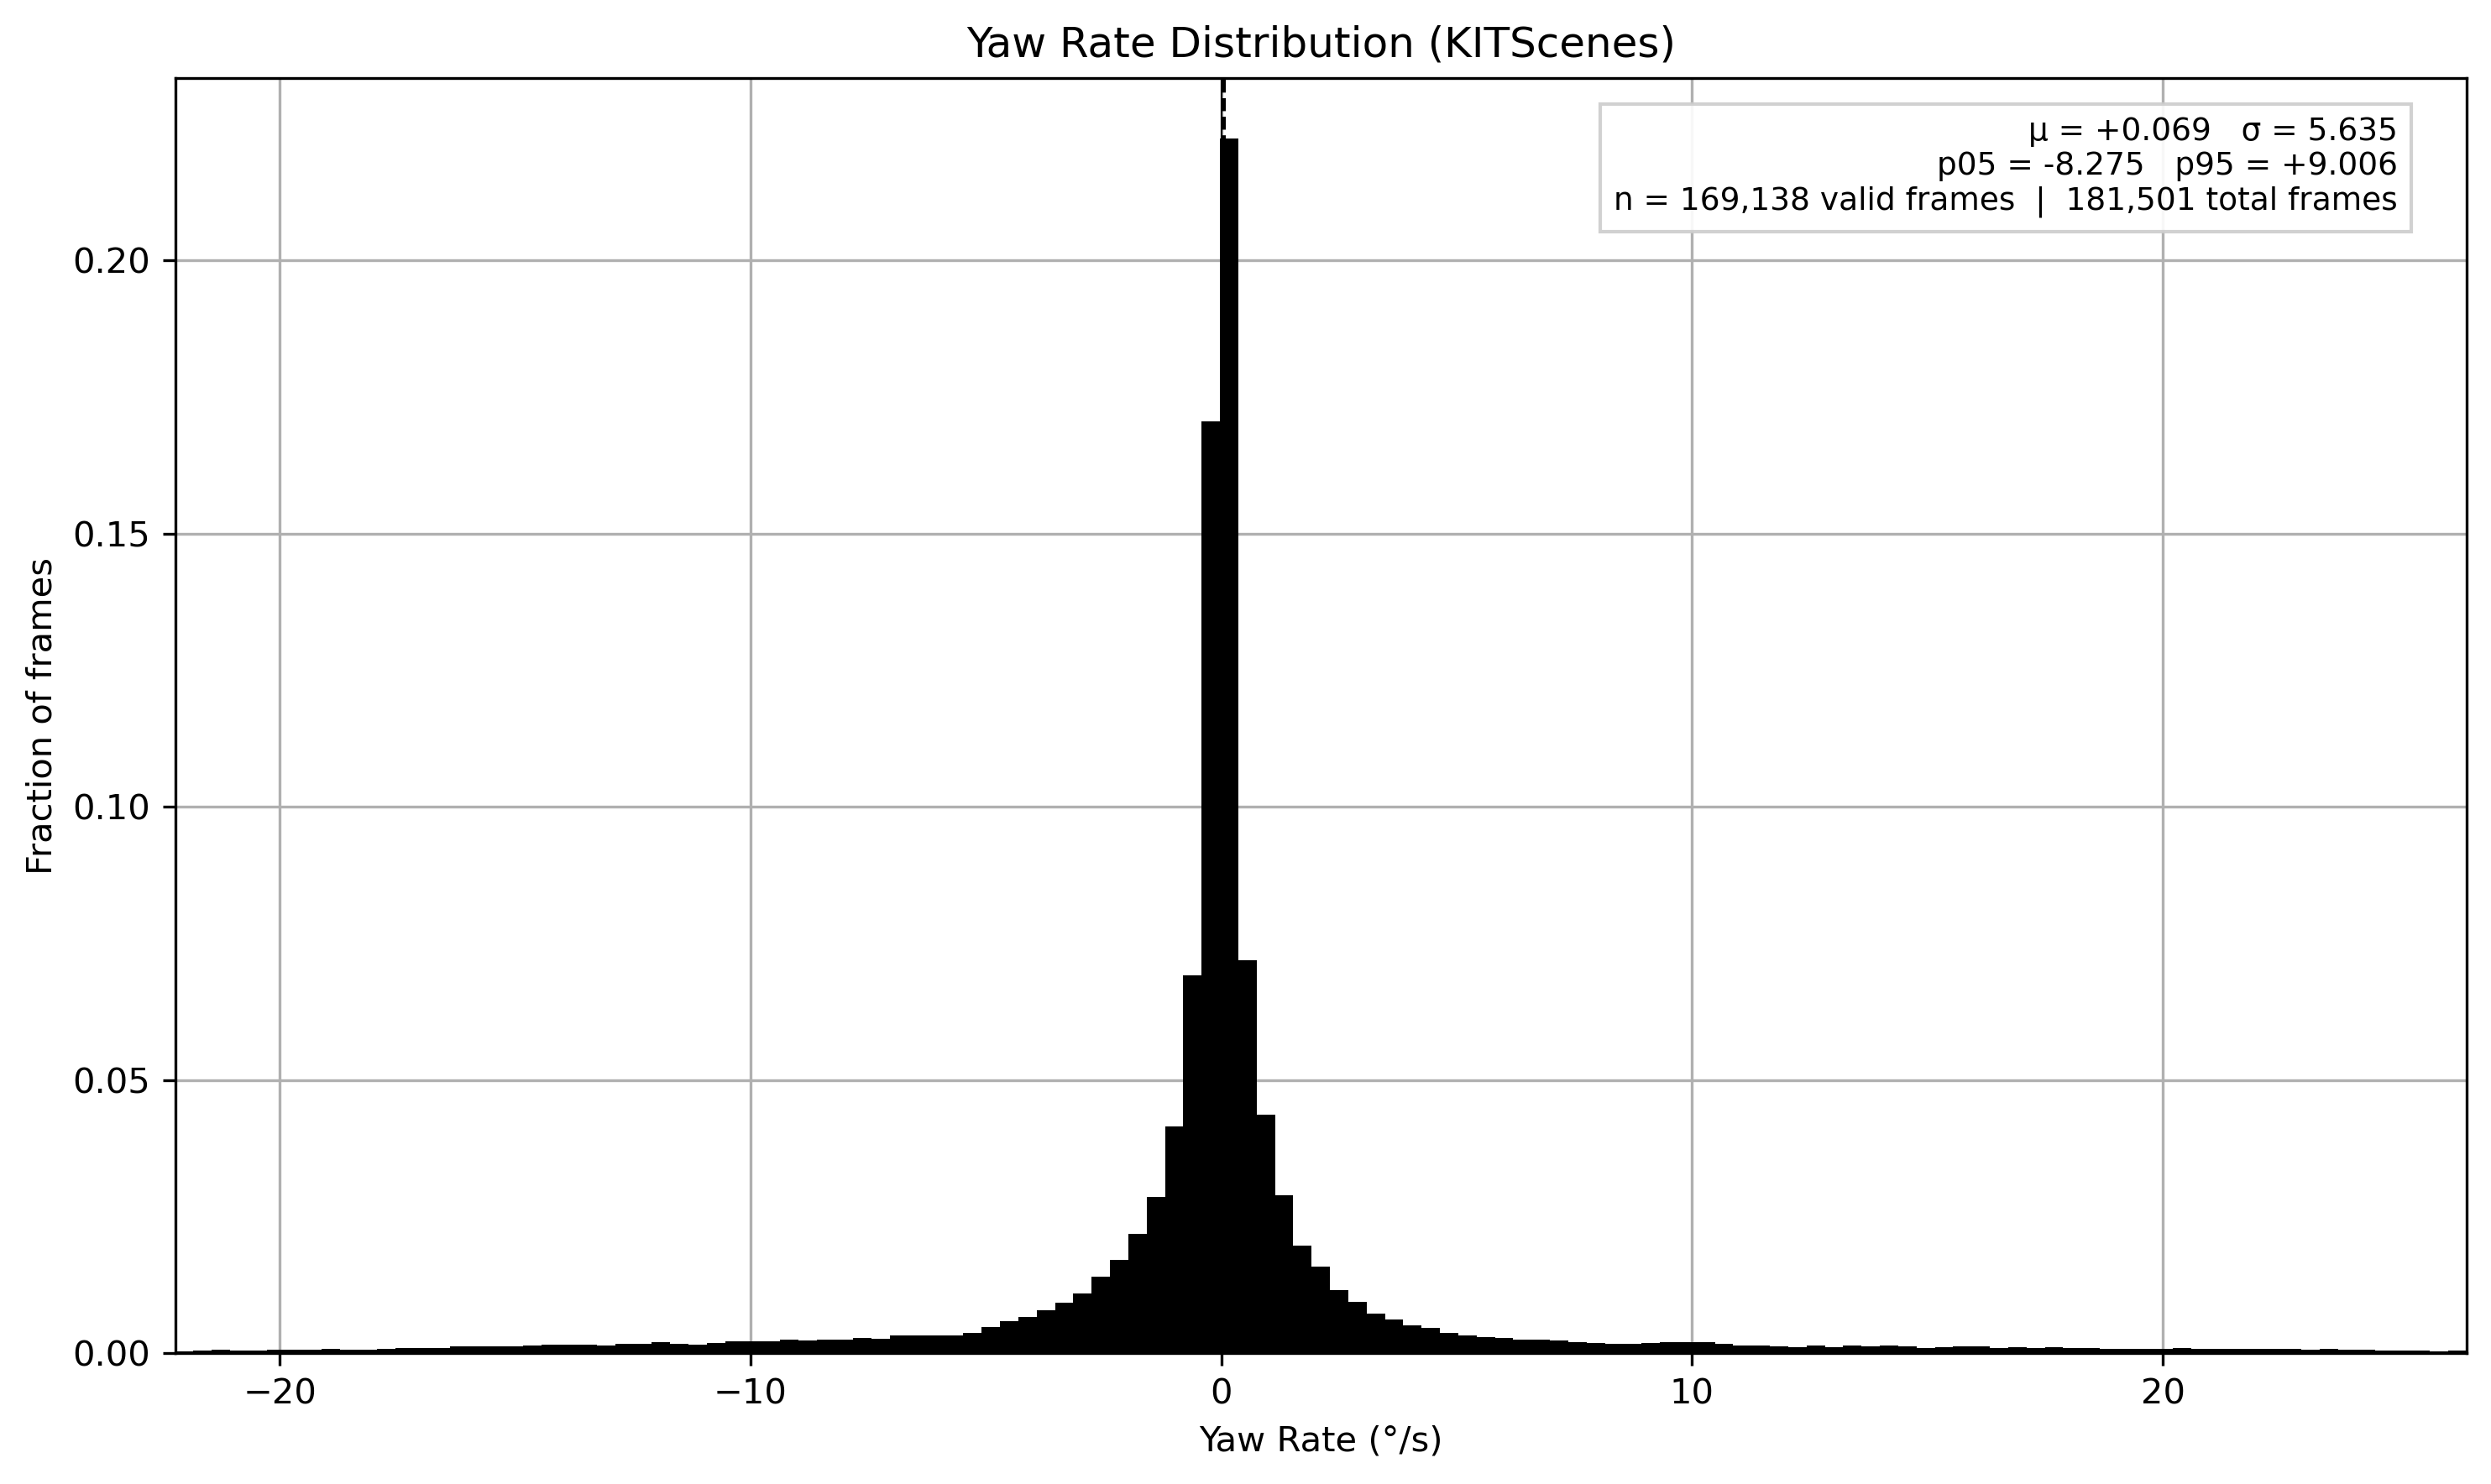 Yaw Rate Distribution (KITScenes)
μ = +0.069   σ = 5.635
p05 = -8.275   p95 = +9.006
n = 169,138 valid frames  |  181,501 total frames
Fraction of frames
0.20
0.15
0.10
0.05
0.00
−20
−10
0
10
20
Yaw Rate (°/s)